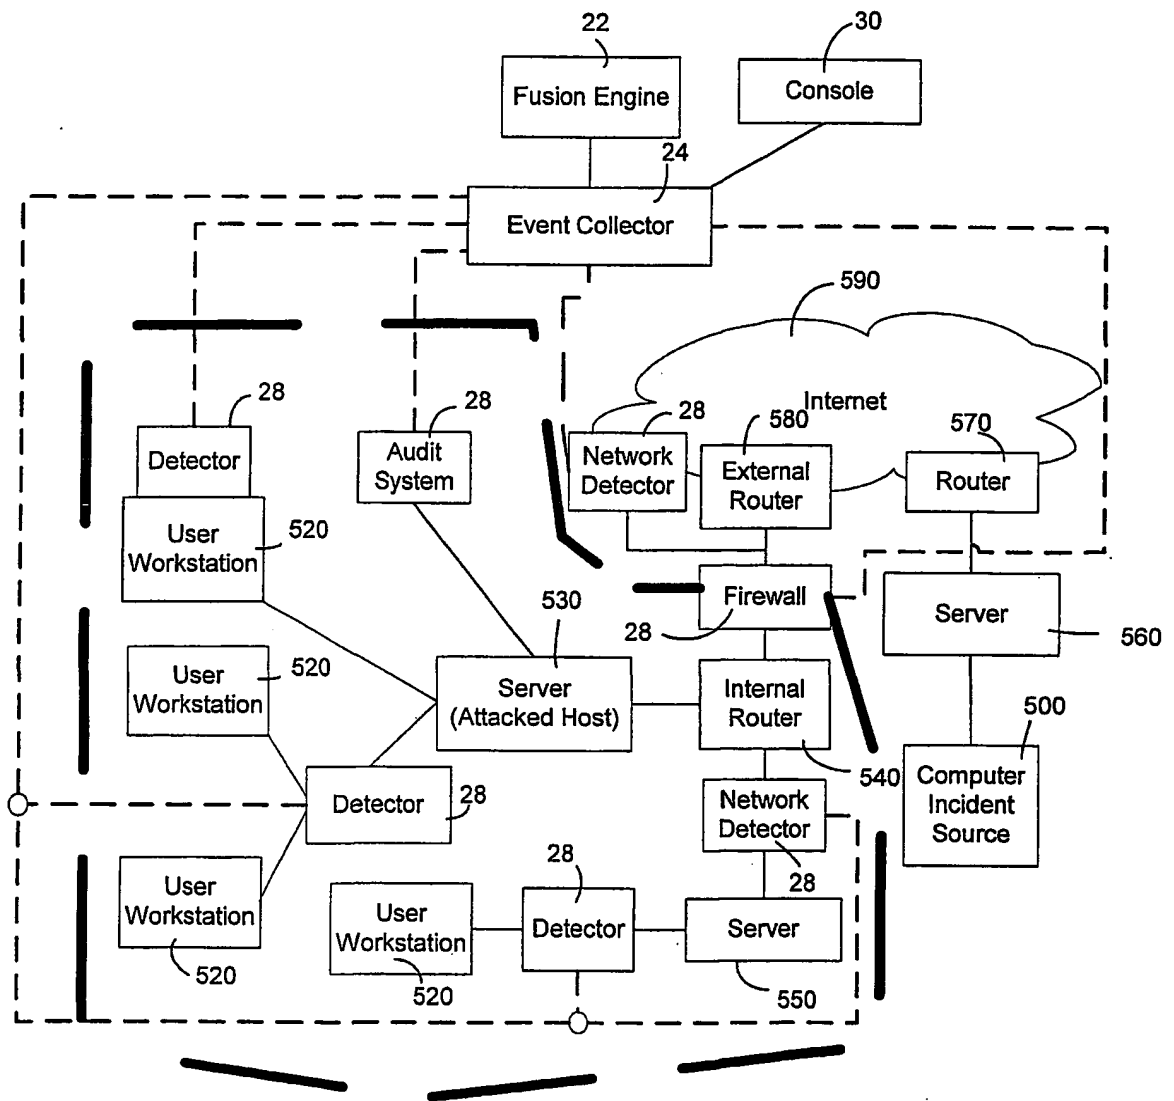 22
30
Fusion Engine
Console
24
Event Collector
590
Internet
28
28
28
580
570
Detector
Audit
System
Network
Detector
External
Router
Router
User
Workstation
520
Firewall
28
Server
560
530
User
Workstation
520
Server
(Attacked Host)
Internal
Router
540
500
Computer
Incident
Source
Detector
28
Network
Detector
28
User
Workstation
520
28
User
Workstation
520
Detector
Server
550